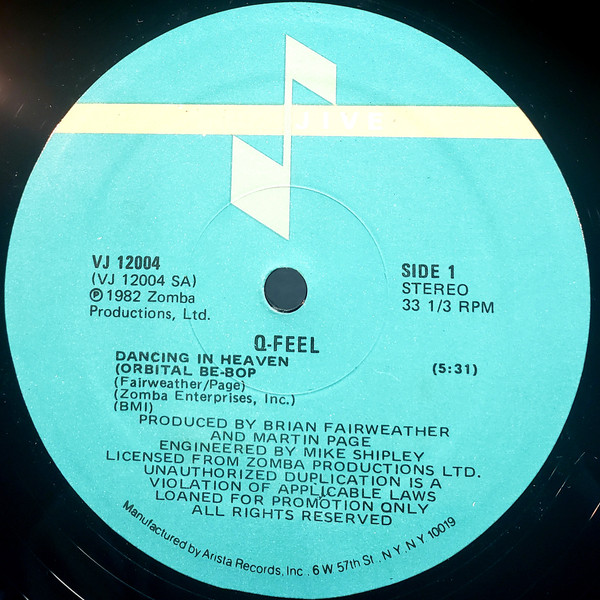 JIVE
VJ 12004
(VJ 12004 SA)
℗ 1982 Zomba
Productions, Ltd.
SIDE 1
STEREO
33 1/3 RPM
Q-FEEL
DANCING IN HEAVEN
(ORBITAL BE-BOP
(5:31)
(Fairweather/Page)
(Zomba Enterprises, Inc.)
(BMI)
PRODUCED BY BRIAN FAIRWEATHER
AND MARTIN PAGE
ENGINEERED BY MIKE SHIPLEY
LICENSED FROM ZOMBA PRODUCTIONS LTD.
UNAUTHORIZED DUPLICATION IS A
VIOLATION OF APPLICABLE LAWS
LOANED FOR PROMOTION ONLY
ALL RIGHTS RESERVED
Manufactured by Arista Records, Inc., 6 W 57th St., N.Y., NY 10019